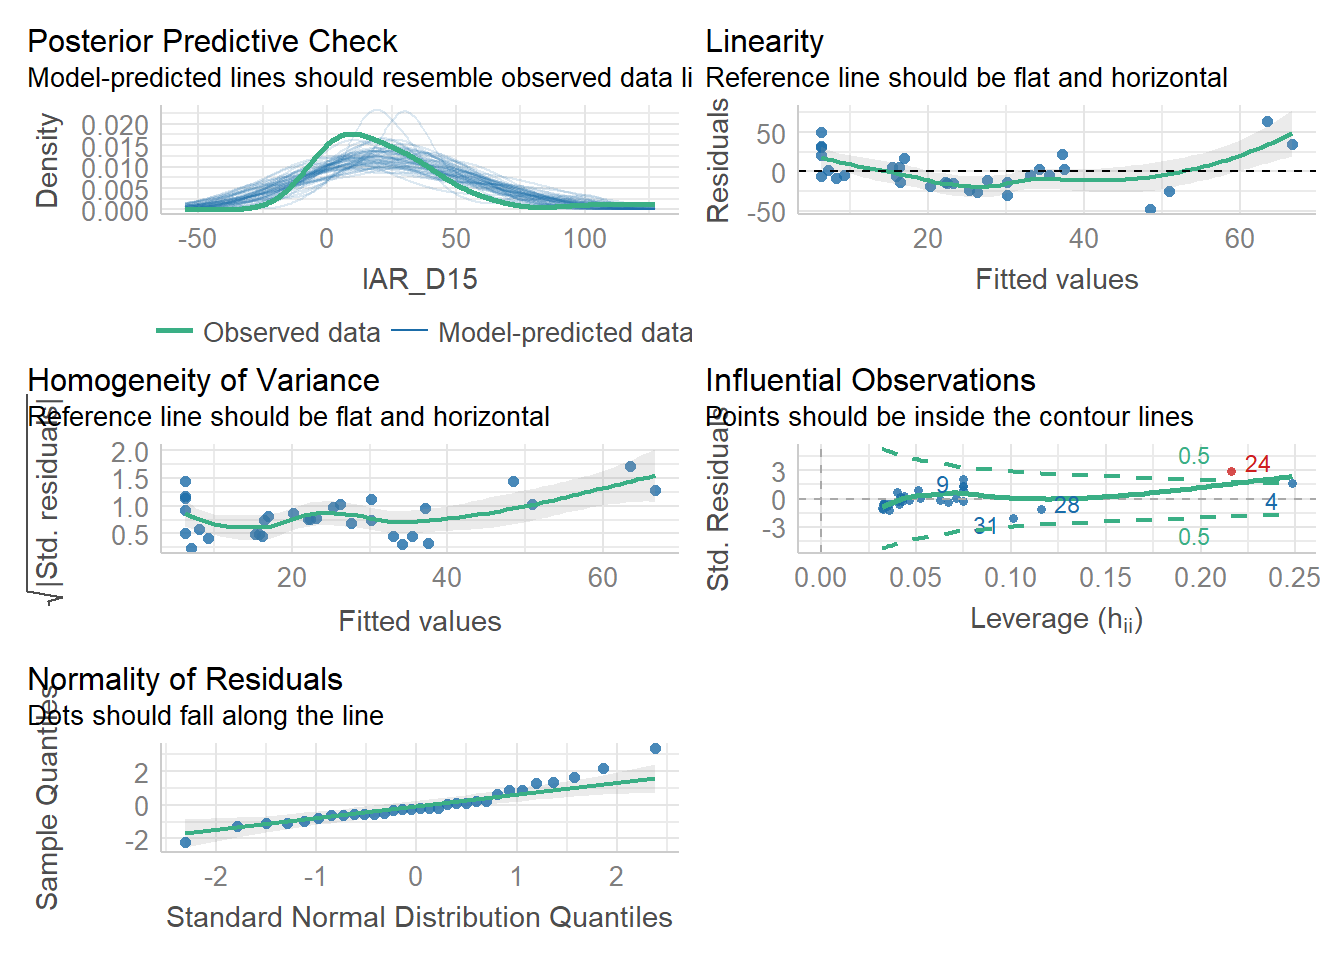 Posterior Predictive Check
Model-predicted lines should resemble observed data li
Density
0.020
0.015
0.010
0.005
0.000
-50 0 50 100
IAR_D15
Observed data Model-predicted data
Linearity
Reference line should be flat and horizontal
Residuals
50
0
-50
20 40 60
Fitted values
Homogeneity of Variance
Reference line should be flat and horizontal
√|Std. residuals|
2.0
1.5
1.0
0.5
20 40 60
Fitted values
Influential Observations
Points should be inside the contour lines
Std. Residuals
3
0
-3
0.5
24
9
28
4
31
0.5
0.00 0.05 0.10 0.15 0.20 0.25
Leverage (hii)
Normality of Residuals
Dots should fall along the line
Sample Quantiles
2
0
-2
-2 -1 0 1 2
Standard Normal Distribution Quantiles